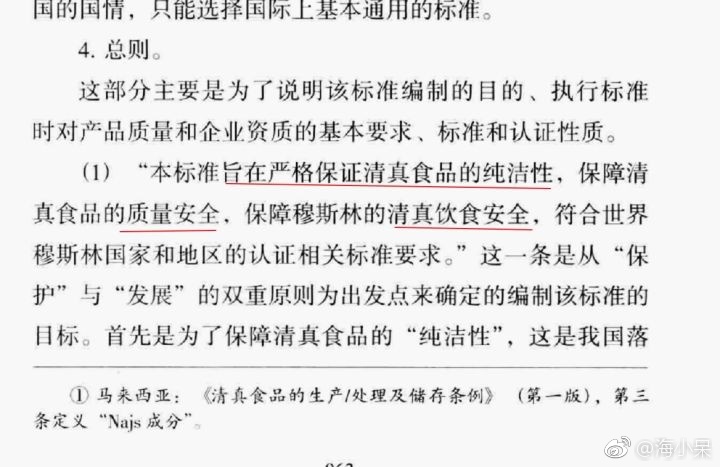 国的国情，只能选择国际上基本通用的标准。
4. 总则。
这部分主要是为了说明该标准编制的目的、执行标准
时对产品质量和企业资质的基本要求、标准和认证性质。
（1）“本标准旨在严格保证清真食品的纯洁性，保障清
真食品的质量安全，保障穆斯林的清真饮食安全，符合世界
穆斯林国家和地区的认证相关标准要求。”这一条是从“保
护”与“发展”的双重原则为出发点来确定的编制该标准的
目标。首先是为了保障清真食品的“纯洁性”，这是我国落
① 马来西亚：《清真食品的生产/处理及储存条例》（第一版），第三
条定义“Najs成分”。
@海小呆